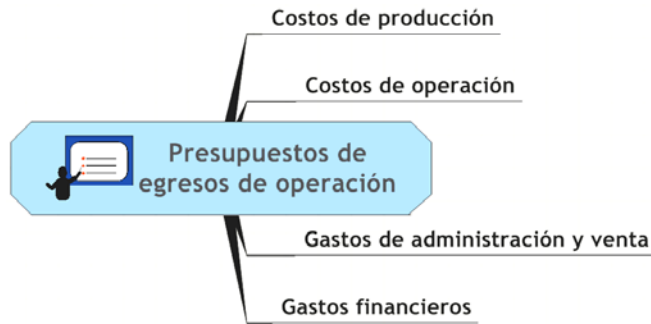 Costos de producción
Costos de operación
Presupuestos de
egresos de operación
Gastos de administración y venta
Gastos financieros